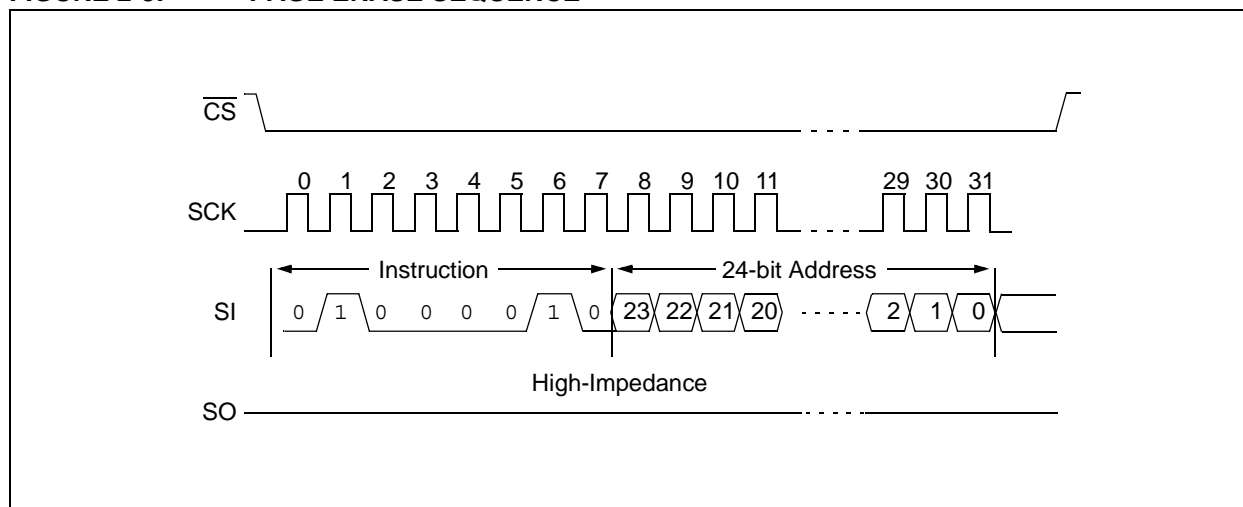 CS
0 1 2 3 4 5 6 7 8 9 10 11 29 30 31
SCK
Instruction 24-bit Address
SI 0 1 0 0 0 0 1 0 23 22 21 20 2 1 0
High-Impedance
SO